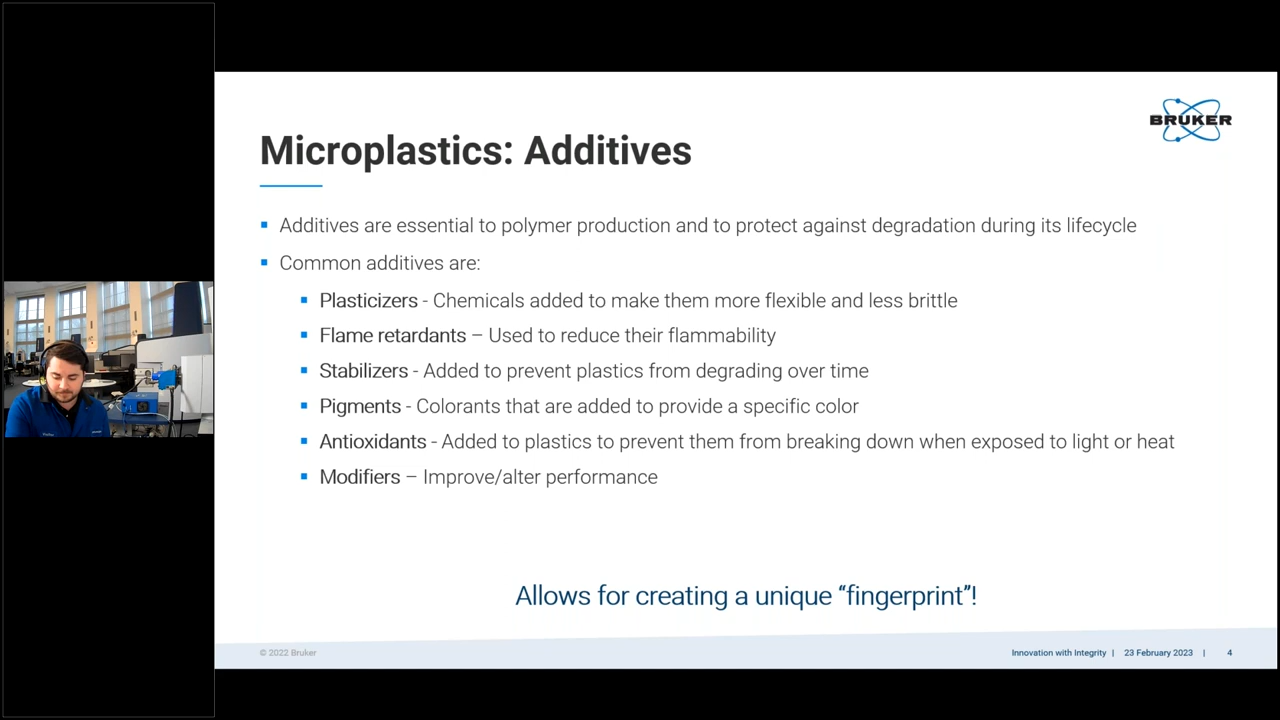 BRUKER
Microplastics: Additives
Additives are essential to polymer production and to protect against degradation during its lifecycle
Common additives are:
Plasticizers - Chemicals added to make them more flexible and less brittle
Flame retardants – Used to reduce their flammability
Stabilizers - Added to prevent plastics from degrading over time
Pigments - Colorants that are added to provide a specific color
Antioxidants - Added to plastics to prevent them from breaking down when exposed to light or heat
Modifiers – Improve/alter performance
Allows for creating a unique “fingerprint”!
© 2022 Bruker
Innovation with Integrity | 23 February 2023 | 4